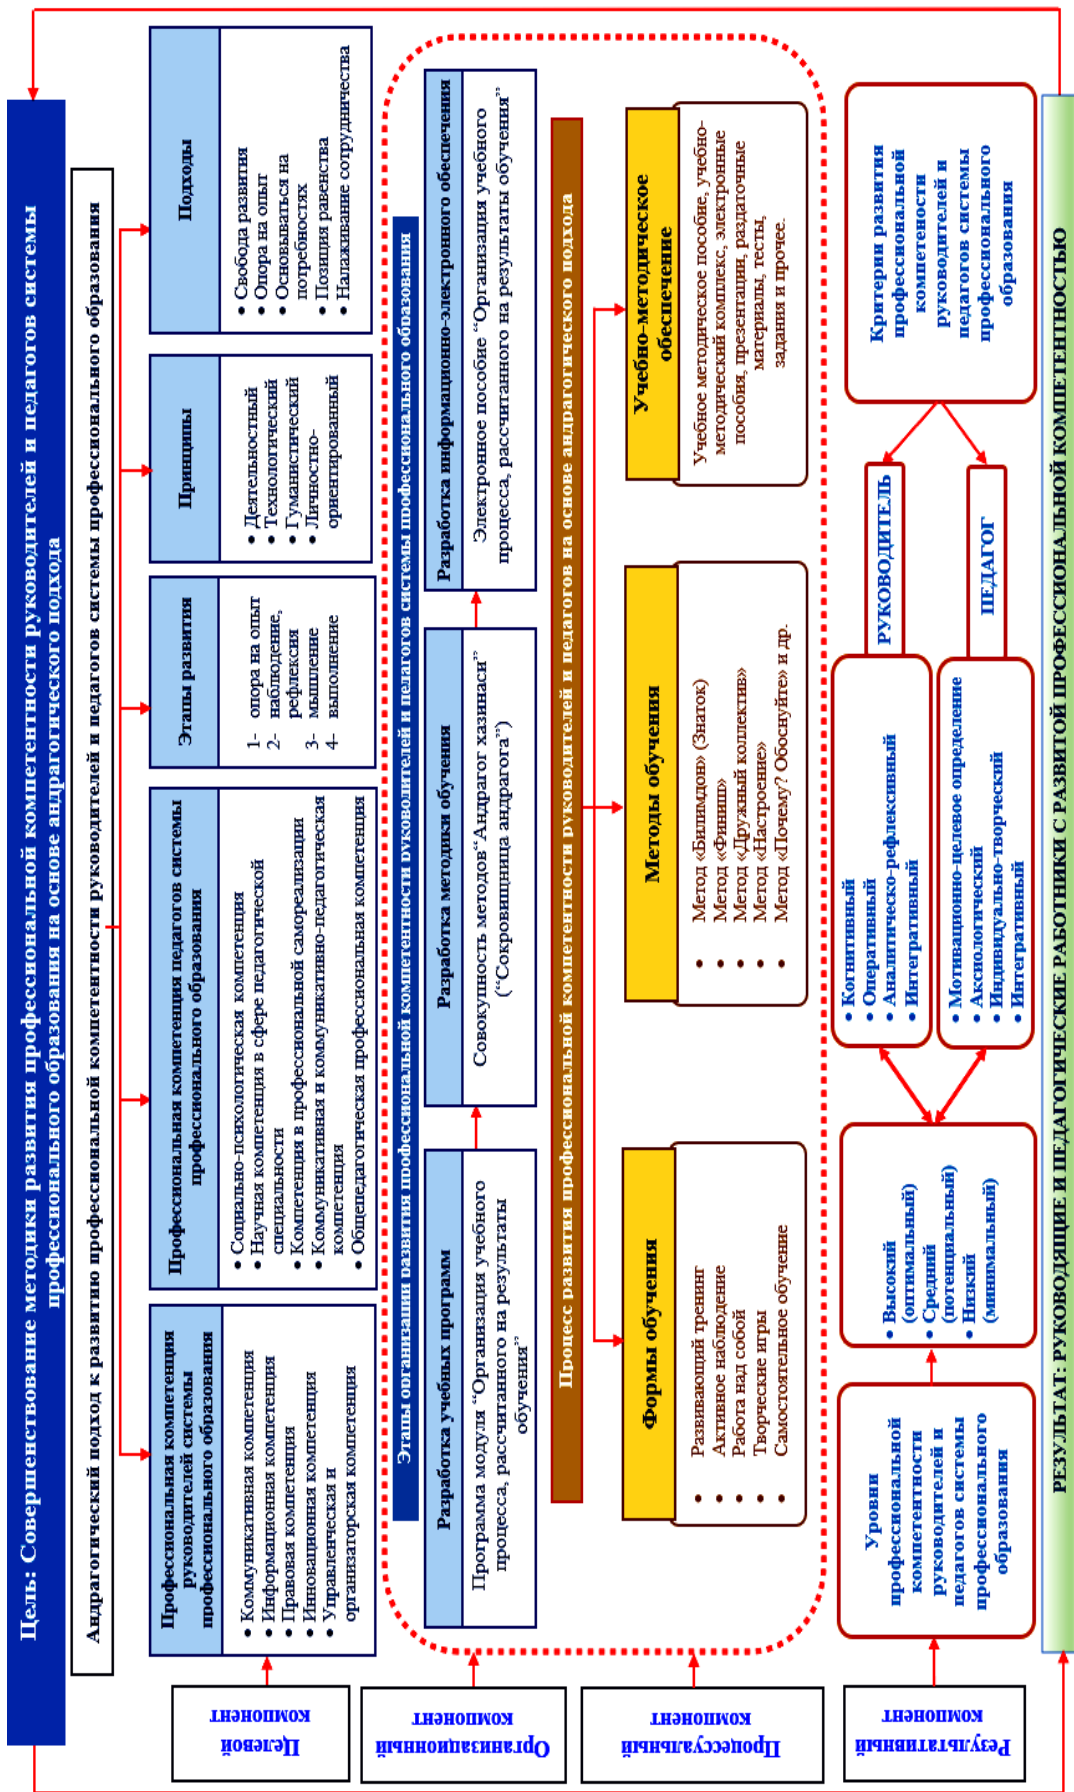 Цель: Совершенствование методики развития профессиональной компетентности руководителей и педагогов системы
профессионального образования на основе андрагогического подхода
Андрагогический подход к развитию профессиональной компетентности руководителей и педагогов системы профессионального образования
Целевой
компонент
Профессиональная компетенция
руководителей системы
профессионального образования
• Коммуникативная компетенция
• Информационная компетенция
• Правовая компетенция
• Инновационная компетенция
• Управленческая и
организаторская компетенция
Профессиональная компетенция педагогов системы
профессионального образования
• Социально-психологическая компетенция
• Научная компетенция в сфере педагогической
специальности
• Компетенция в профессиональной самореализации
• Коммуникативная и коммуникативно-педагогическая
компетенция
• Общепедагогическая профессиональная компетенция
Этапы развития
1- опора на опыт
2- наблюдение,
рефлексия
3- мышление
4- выполнение
Принципы
• Деятельностный
• Технологический
• Гуманистический
• Личностно-
ориентированный
Подходы
• Свобода развития
• Опора на опыт
• Основываться на
потребностях
• Позиция равенства
• Налаживание сотрудничества
Организационный
компонент
Этапы организации развития профессиональной компетентности руководителей и педагогов системы профессионального образования
Разработка учебных программ
Программа модуля “Организация учебного
процесса, рассчитанного на результаты
обучения”
Разработка методики обучения
Совокупность методов“Андрагог хазинаси”
(“Сокровищница андрагога”)
Разработка информационно-электронного обеспечения
Электронное пособие “Организация учебного
процесса, рассчитанного на результаты обучения”
Процессуальный
компонент
Процесс развития профессиональной компетентности руководителей и педагогов на основе андрагогического подхода
Формы обучения
• Развивающий тренинг
• Активное наблюдение
• Работа над собой
• Творческие игры
• Самостоятельное обучение
Методы обучения
• Метод «Билимдон» (Знаток)
• Метод «Финиш»
• Метод «Дружный коллектив»
• Метод «Настроение»
• Метод «Почему? Обоснуйте» и др.
Учебно-методическое
обеспечение
Учебное методическое пособие, учебно-
методический комплекс, электронные
пособия, презентации, раздаточные
материалы, тесты,
задания и прочее.
Результативный
компонент
Уровни
профессиональной
компетентности
руководителей и
педагогов системы
профессионального
образования
• Высокий
(оптимальный)
• Средний
(потенциальный)
• Низкий
(минимальный)
• Когнитивный
• Оперативный
• Аналитическо-рефлексивный
• Интегративный
• Мотивационно-целевое определение
• Аксиологический
• Индивидуально-творческий
• Интегративный
РУКОВОДИТЕЛЬ
ПЕДАГОГ
Критерии развития
профессиональной
компетености
руководителей и
педагогов системы
профессионального
образования
РЕЗУЛЬТАТ: РУКОВОДЯЩИЕ И ПЕДАГОГИЧЕСКИЕ РАБОТНИКИ С РАЗВИТОЙ ПРОФЕССИОНАЛЬНОЙ КОМПЕТЕНТНОСТЬЮ